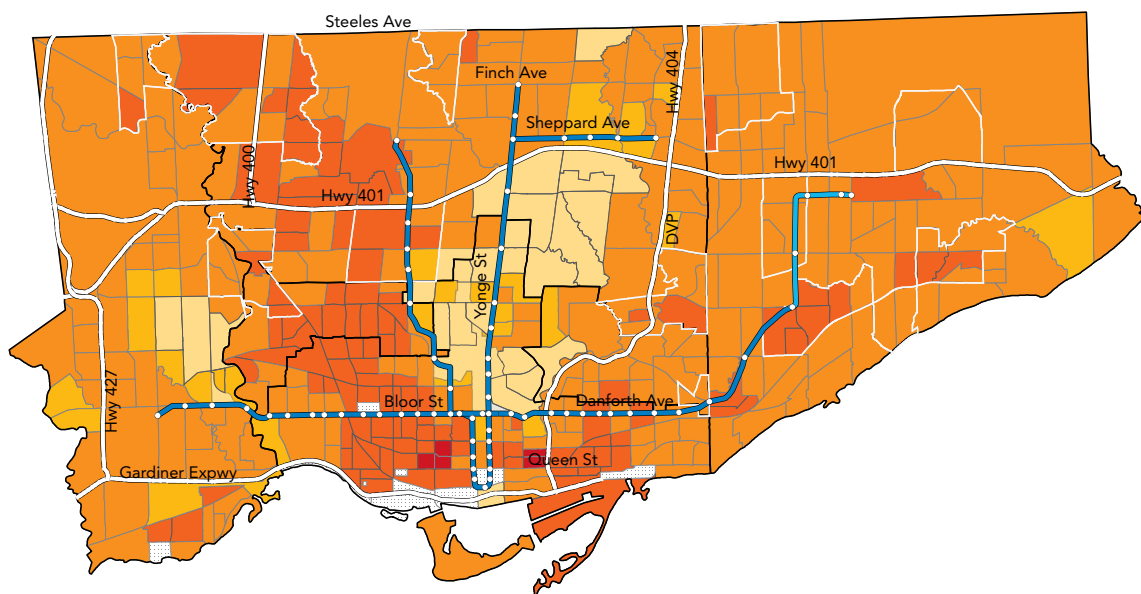 Steeles Ave
Finch Ave
Hwy 404
Sheppard Ave
Hwy 400
Hwy 401
Hwy 401
DVP
Yonge St
Hwy 427
Bloor St
Danforth Ave
Gardiner Expwy
Queen St